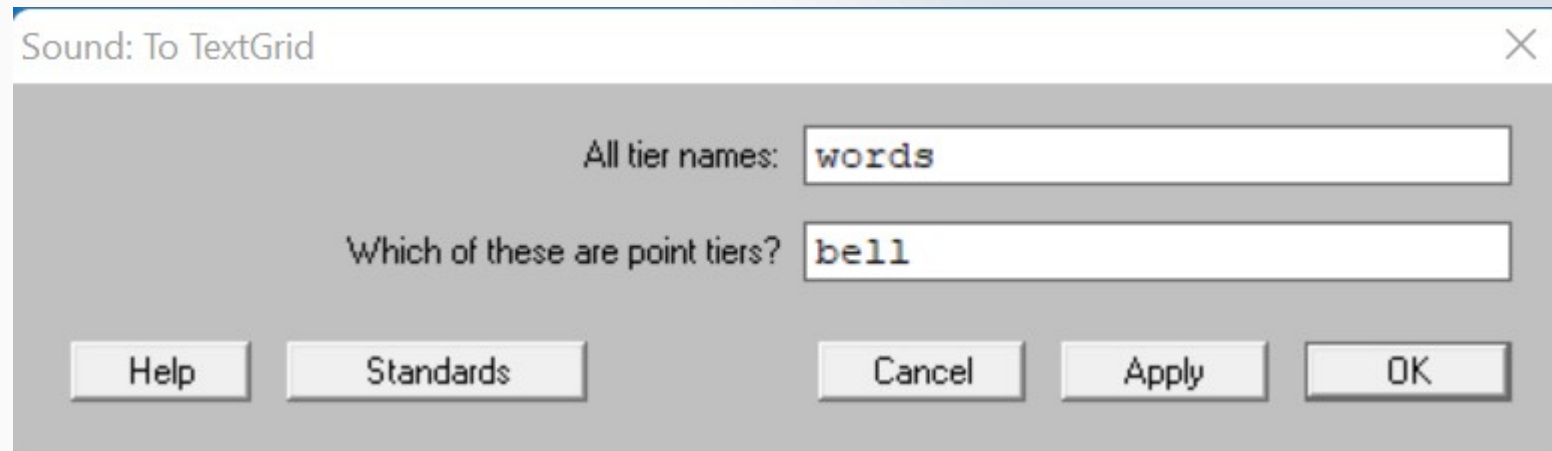 Sound: To TextGrid
All tier names: words
Which of these are point tiers? bell
Help Standards Cancel Apply OK